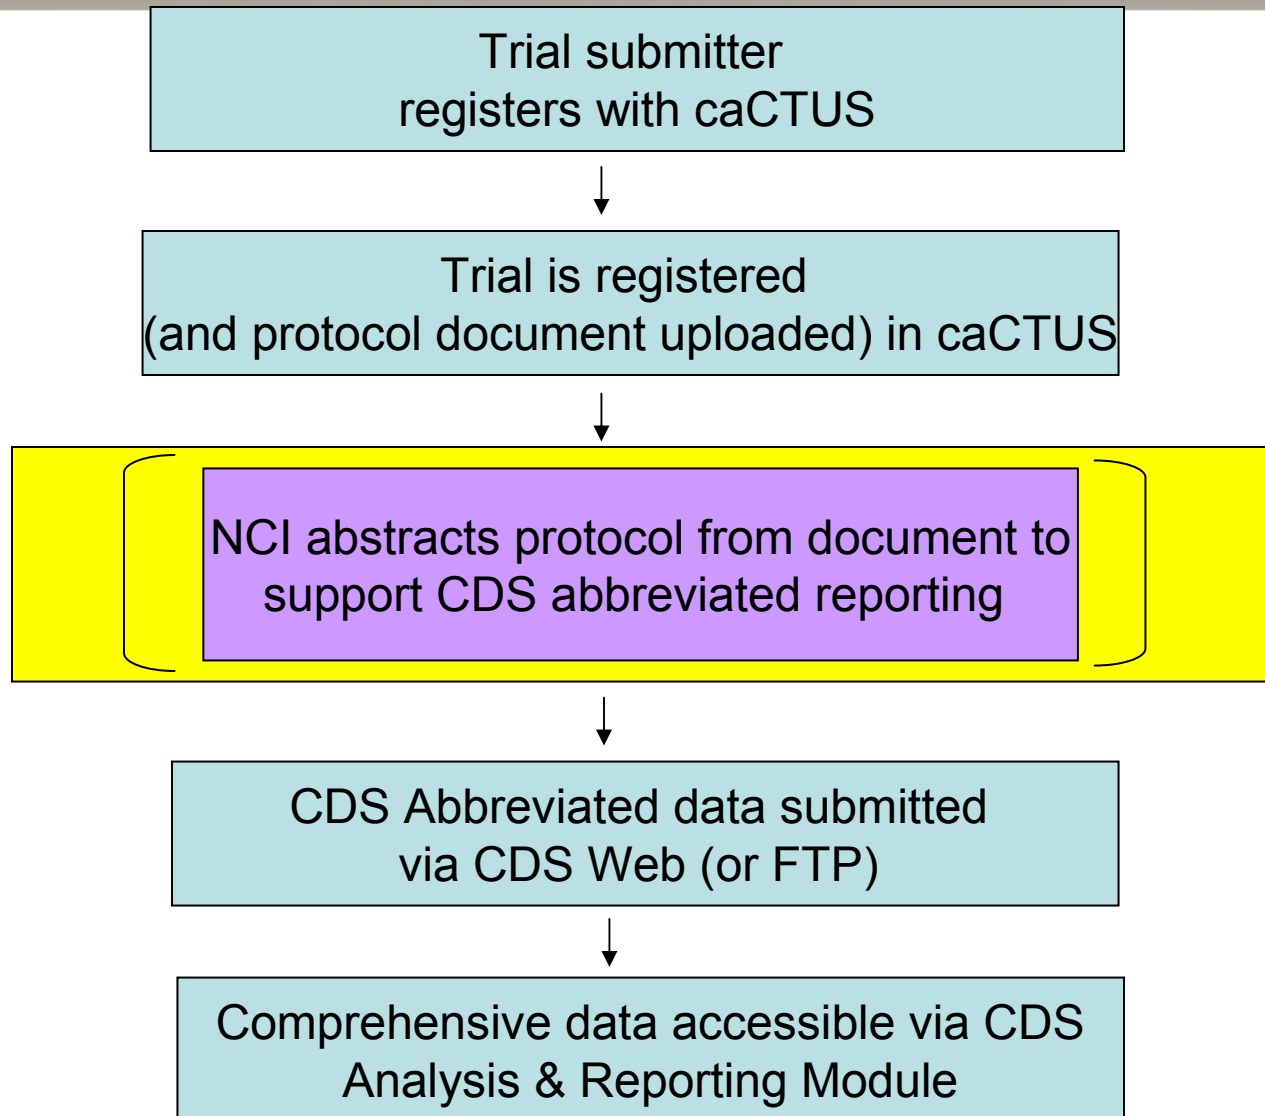 Trial submitter
registers with caCTUS
Trial is registered
(and protocol document uploaded) in caCTUS
NCI abstracts protocol from document to
support CDS abbreviated reporting
CDS Abbreviated data submitted
via CDS Web (or FTP)
Comprehensive data accessible via CDS
Analysis & Reporting Module